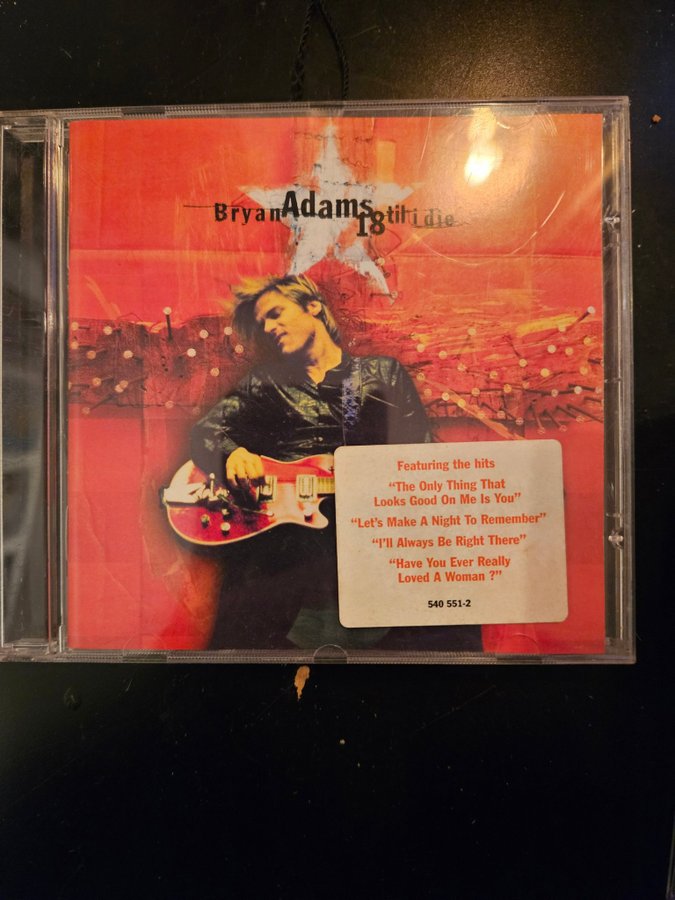 Bryan Adams
18 til i die
Featuring the hits
“The Only Thing That
Looks Good On Me Is You”
“Let’s Make A Night To Remember”
“I’ll Always Be Right There”
“Have You Ever Really
Loved A Woman ?”
540 551-2